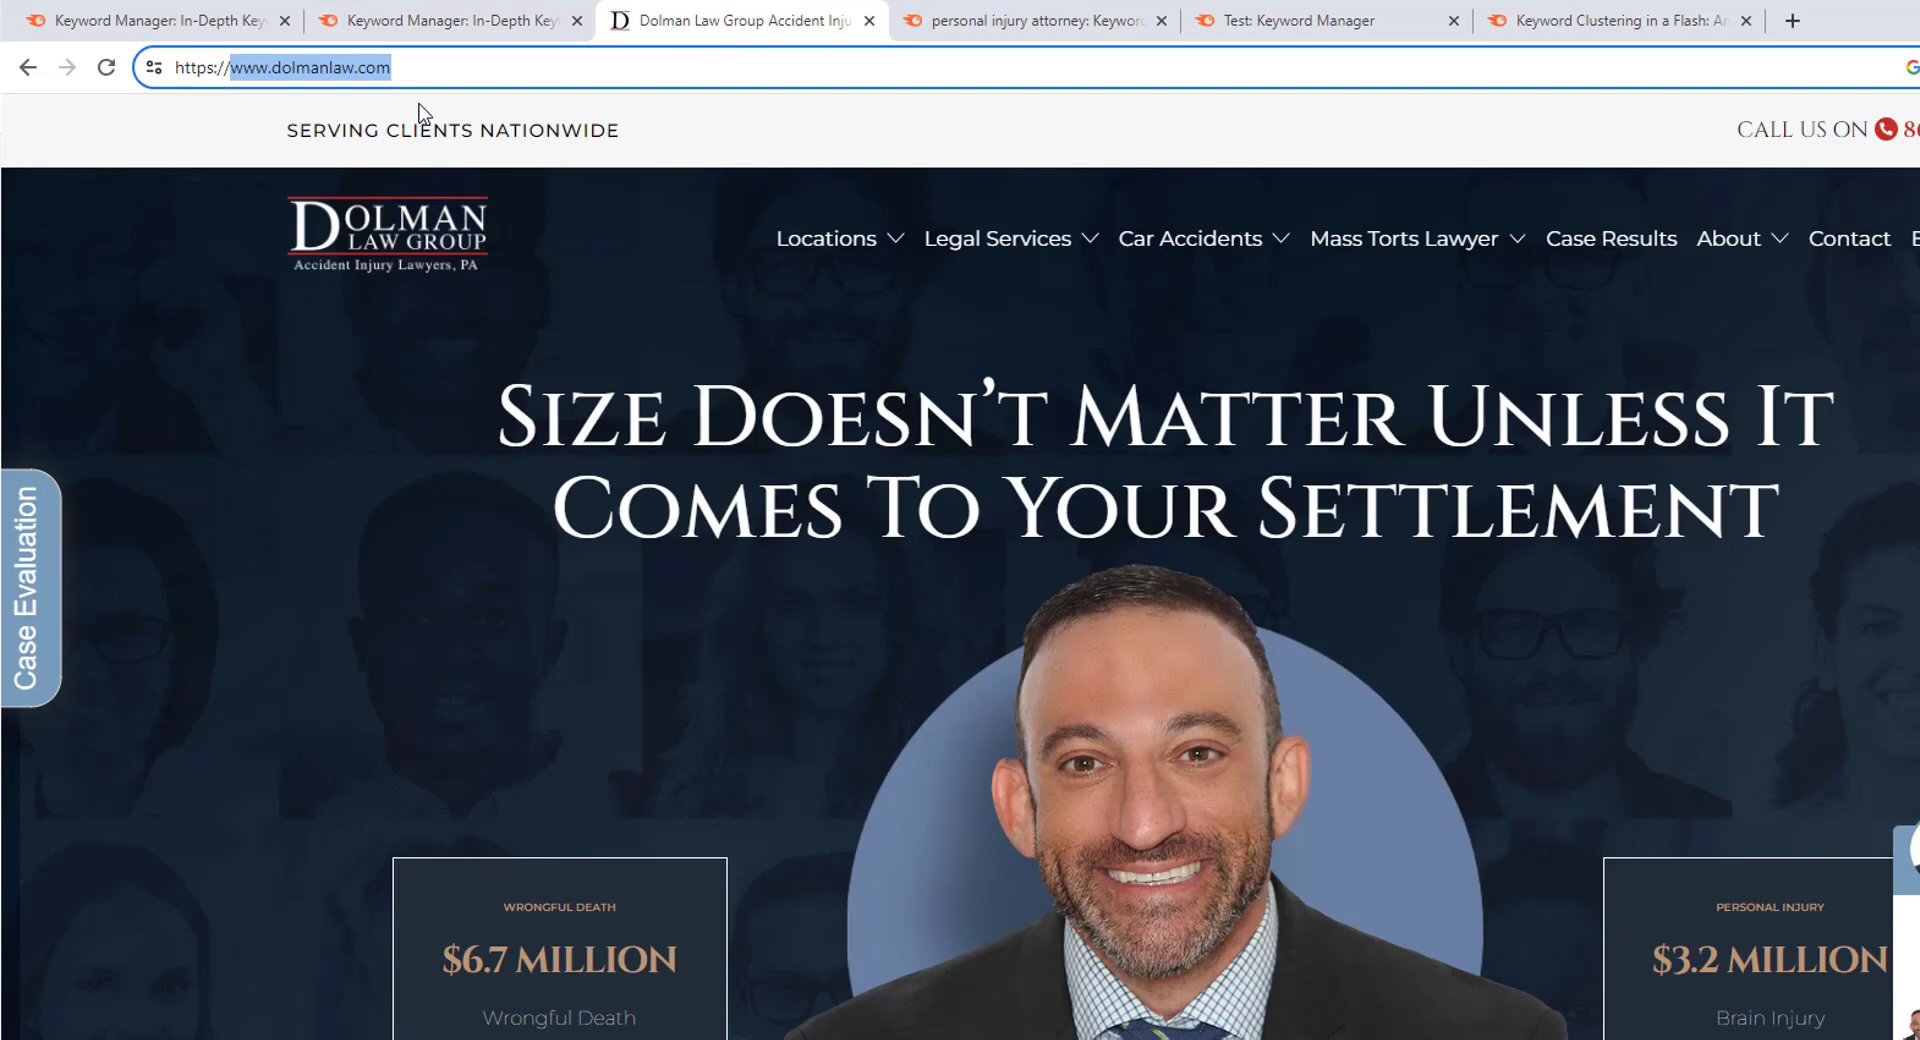 Keyword Manager: In-Depth Key
Keyword Manager: In-Depth Key
Dolman Law Group Accident Inju
personal injury attorney: Keyword
Test: Keyword Manager
Keyword Clustering in a Flash: An
https://www.dolmanlaw.com
SERVING CLIENTS NATIONWIDE
CALL US ON 86
DOLMAN
LAW GROUP
Accident Injury Lawyers, PA
Locations
Legal Services
Car Accidents
Mass Torts Lawyer
Case Results
About
Contact
SIZE DOESN'T MATTER UNLESS IT
COMES TO YOUR SETTLEMENT
Case Evaluation
WRONGFUL DEATH
$6.7 MILLION
Wrongful Death
PERSONAL INJURY
$3.2 MILLION
Brain Injury